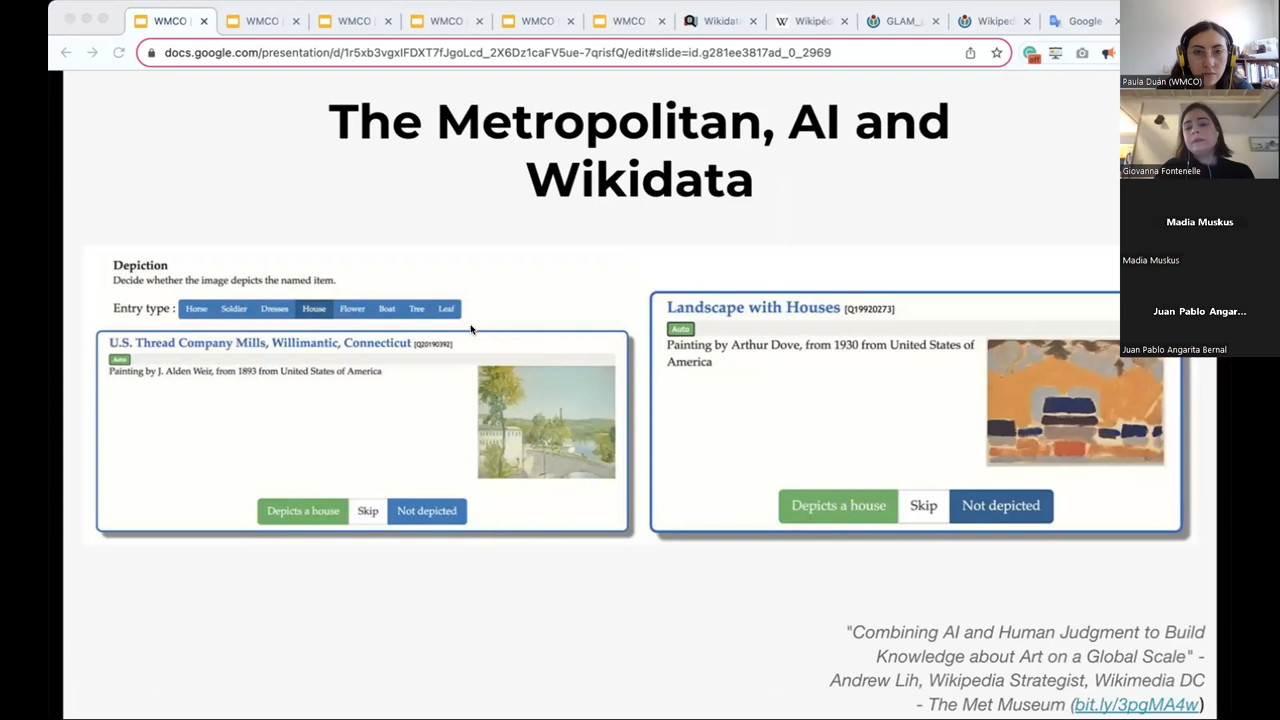 WMCO
WMCO
WMCO
WMCO
WMCO
WMCO
Wikidat
Wikipé
GLAM_
Wikiped
Google
docs.google.com/presentation/d/1r5xb3vgxIFDXT7fJgoLcd_2X6Dz1caFV5ue-7qrisfQ/edit#slide=id.g281ee3817ad_0_2969
The Metropolitan, AI and
Wikidata
Depiction
Decide whether the image depicts the named item.
Entry type : Horse Soldier Dresses House Flower Boat Tree Leaf
U.S. Thread Company Mills, Willimantic, Connecticut [Q20190392]
Auto
Painting by J. Alden Weir, from 1893 from United States of America
Depicts a house Skip Not depicted
Landscape with Houses [Q19920273]
Auto
Painting by Arthur Dove, from 1930 from United States of
America
Depicts a house Skip Not depicted
"Combining AI and Human Judgment to Build
Knowledge about Art on a Global Scale" -
Andrew Lih, Wikipedia Strategist, Wikimedia DC
- The Met Museum (bit.ly/3pgMA4w)
Paula Duán (WMCO)
Giovanna Fontenelle
Madia Muskus
Madia Muskus
Juan Pablo Angar...
Juan Pablo Angarita Bernal